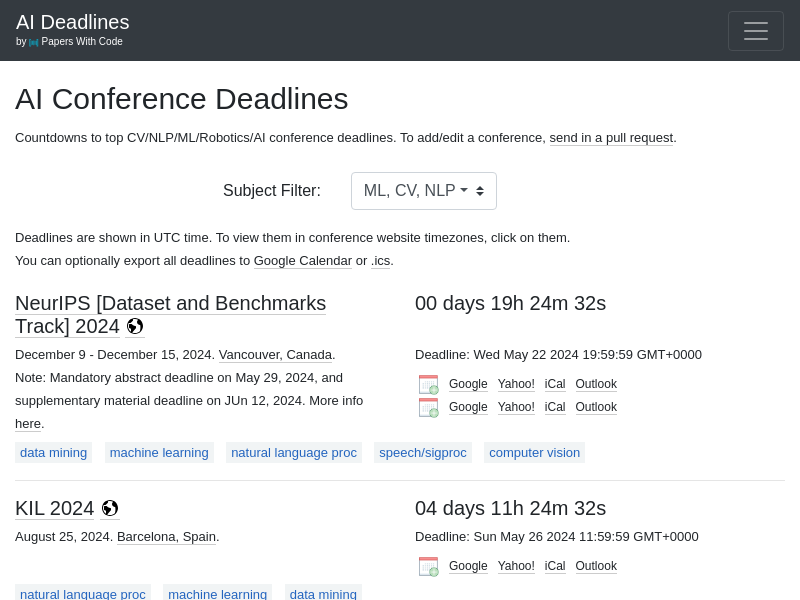 AI Deadlines
by Papers With Code
AI Conference Deadlines
Countdowns to top CV/NLP/ML/Robotics/AI conference deadlines. To add/edit a conference, send in a pull request.
Subject Filter: ML, CV, NLP
Deadlines are shown in UTC time. To view them in conference website timezones, click on them.
You can optionally export all deadlines to Google Calendar or .ics.
NeurIPS [Dataset and Benchmarks
Track] 2024
00 days 19h 24m 32s
December 9 - December 15, 2024. Vancouver, Canada.
Note: Mandatory abstract deadline on May 29, 2024, and
supplementary material deadline on JUn 12, 2024. More info
here.
Deadline: Wed May 22 2024 19:59:59 GMT+0000
Google Yahoo! iCal Outlook
Google Yahoo! iCal Outlook
data mining machine learning natural language proc speech/sigproc computer vision
KIL 2024
04 days 11h 24m 32s
August 25, 2024. Barcelona, Spain.
Deadline: Sun May 26 2024 11:59:59 GMT+0000
Google Yahoo! iCal Outlook
natural language proc machine learning data mining